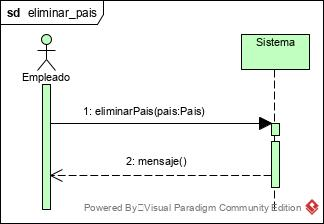 sd eliminar_pais
Sistema
Empleado
1: eliminarPais(pais:Pais)
2: mensaje()
Powered By Visual Paradigm Community Edition